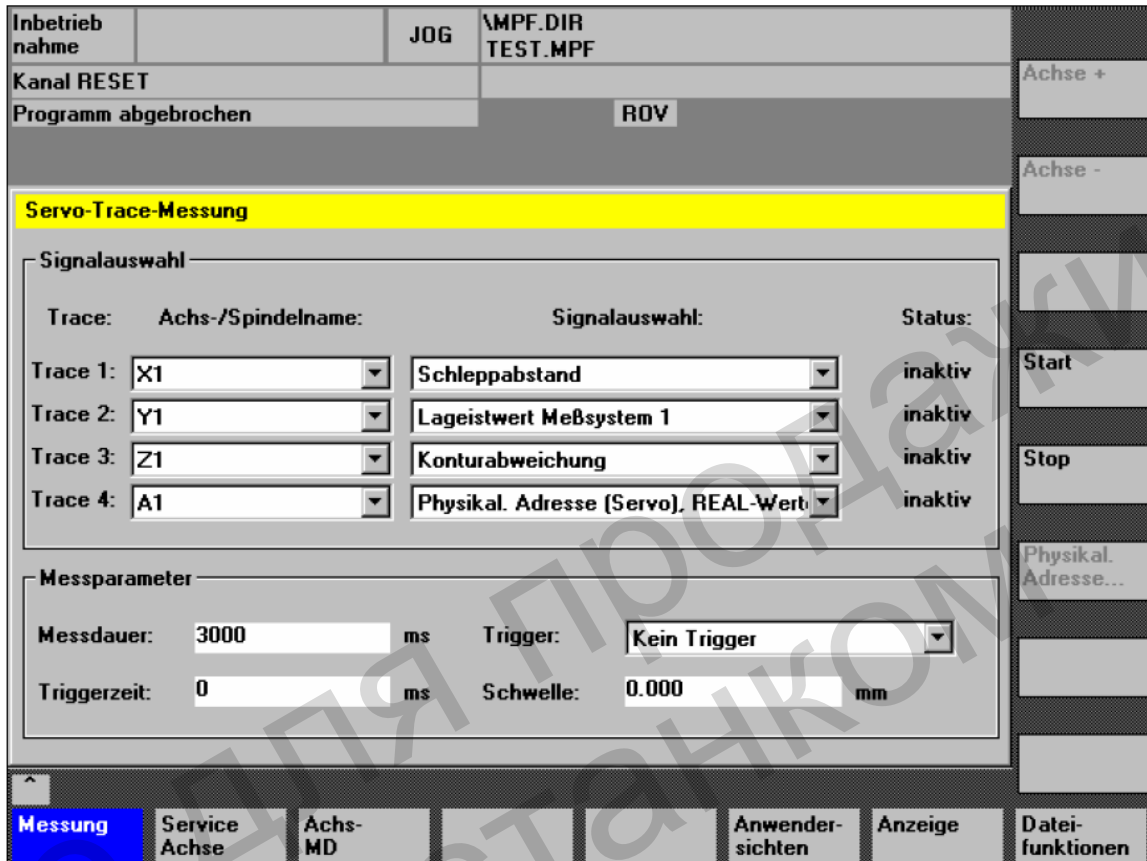 Inbetrieb
nahme
JOG
\MPF.DIR
TEST.MPF
Kanal RESET
Programm abgebrochen
ROV
Achse +
Achse -
Start
Stop
Physikal.
Adresse...
Servo-Trace-Messung
Signalauswahl
Trace: Achs-/Spindelname: Signalauswahl: Status:
Trace 1: X1 Schleppabstand inaktiv
Trace 2: Y1 Lageistwert Meßsystem 1 inaktiv
Trace 3: Z1 Konturabweichung inaktiv
Trace 4: A1 Physikal. Adresse (Servo), REAL-Wert inaktiv
Messparameter
Messdauer: 3000 ms Trigger: Kein Trigger
Triggerzeit: 0 ms Schwelle: 0.000 mm
^
Messung
Service
Achse
Achs-
MD
Anwender-
sichten
Anzeige
Datei-
funktionen
для продажи
станком